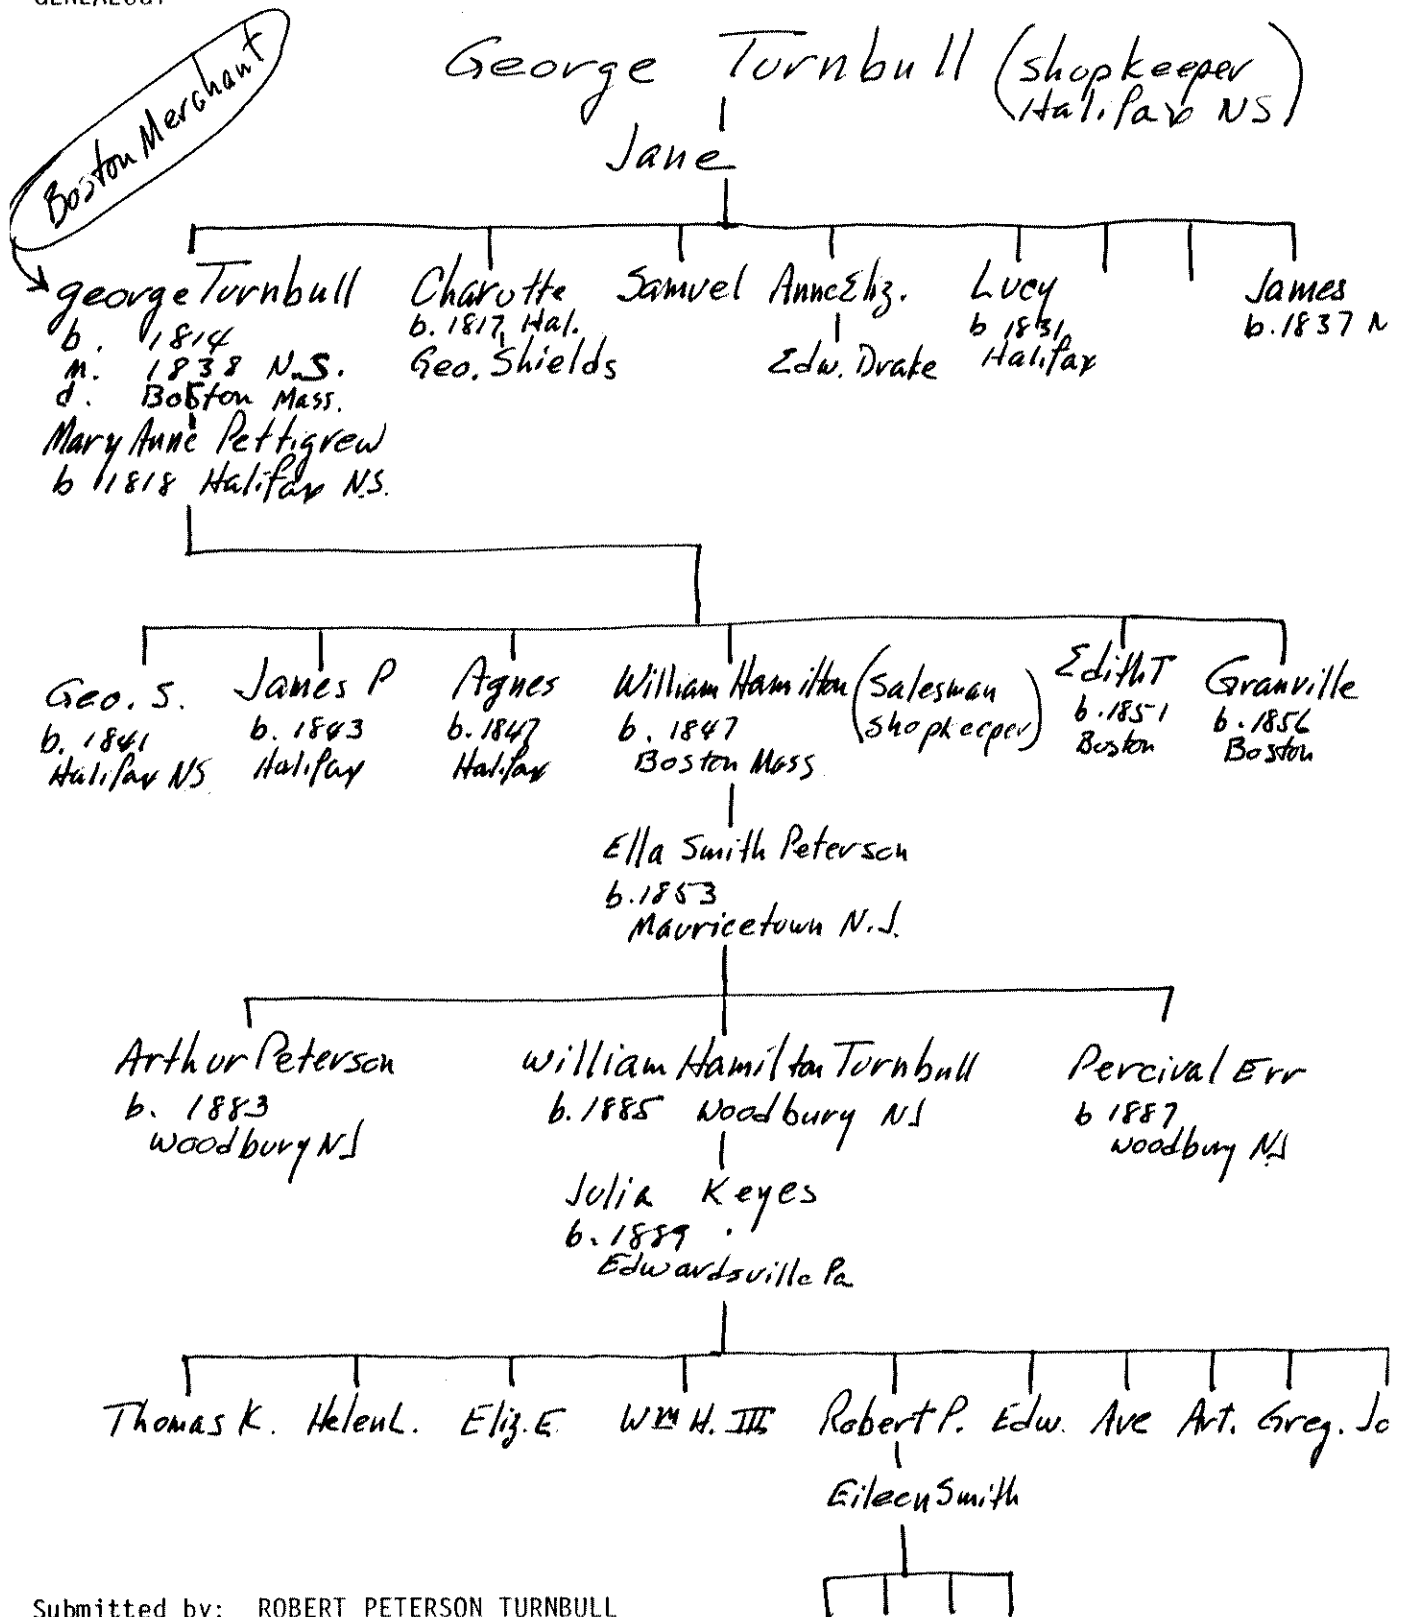 GENEALOGY
Boston Merchant
George Turnbull (shopkeeper
Halifax NS)
Jane
george Turnbull
b. 1814
m. 1838 N.S.
d. Boston Mass.
Mary Anne Pettigrew
b 1818 Halifax N.S.
Charotte
b. 1817 Hal.
Geo. Shields
Samuel
Anne Eliz.
Edw. Drake
Lucy
b 1831
Halifax
James
b. 1837 N
Geo. S.
b. 1841
Halifax NS
James P
b. 1843
Halifax
Agnes
b. 1847
Halifax
William Hamilton (Salesman
shopkeeper)
b. 1847
Boston Mass
Edith T
b. 1851
Boston
Granville
b. 1856
Boston
Ella Smith Peterson
b. 1853
Mauricetown N.J.
Arthur Peterson
b. 1883
Woodbury NJ
William Hamilton Turnbull
b. 1885 Woodbury NJ
Percival Err
b 1887
Woodbury NJ
Julia Keyes
b. 1889
Edwardsville Pa
Thomas K. Helen L. Eliz. E. Wm H. III Robert P. Edw. Ave Art. Greg. Jo
Eileen Smith
Submitted by: ROBERT PETERSON TURNBULL